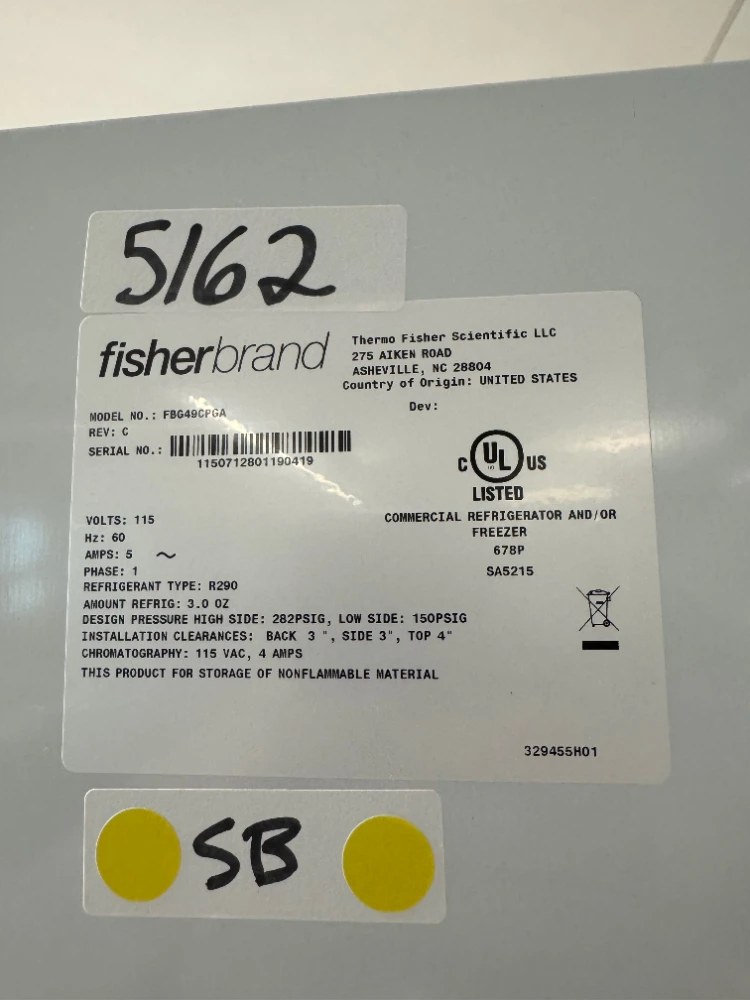 5162
fisherbrand
Thermo Fisher Scientific LLC
275 AIKEN ROAD
ASHEVILLE, NC 28804
Country of Origin: UNITED STATES
Dev:
MODEL NO.: FBG49CPGA
REV: C
SERIAL NO.:
1150712801190419
C UL US
LISTED
COMMERCIAL REFRIGERATOR AND/OR
FREEZER
678P
SA5215
VOLTS: 115
Hz: 60
AMPS: 5 ~
PHASE: 1
REFRIGERANT TYPE: R290
AMOUNT REFRIG: 3.0 OZ
DESIGN PRESSURE HIGH SIDE: 282PSIG, LOW SIDE: 150PSIG
INSTALLATION CLEARANCES: BACK 3 ", SIDE 3", TOP 4"
CHROMATOGRAPHY: 115 VAC, 4 AMPS
THIS PRODUCT FOR STORAGE OF NONFLAMMABLE MATERIAL
329455H01
SB